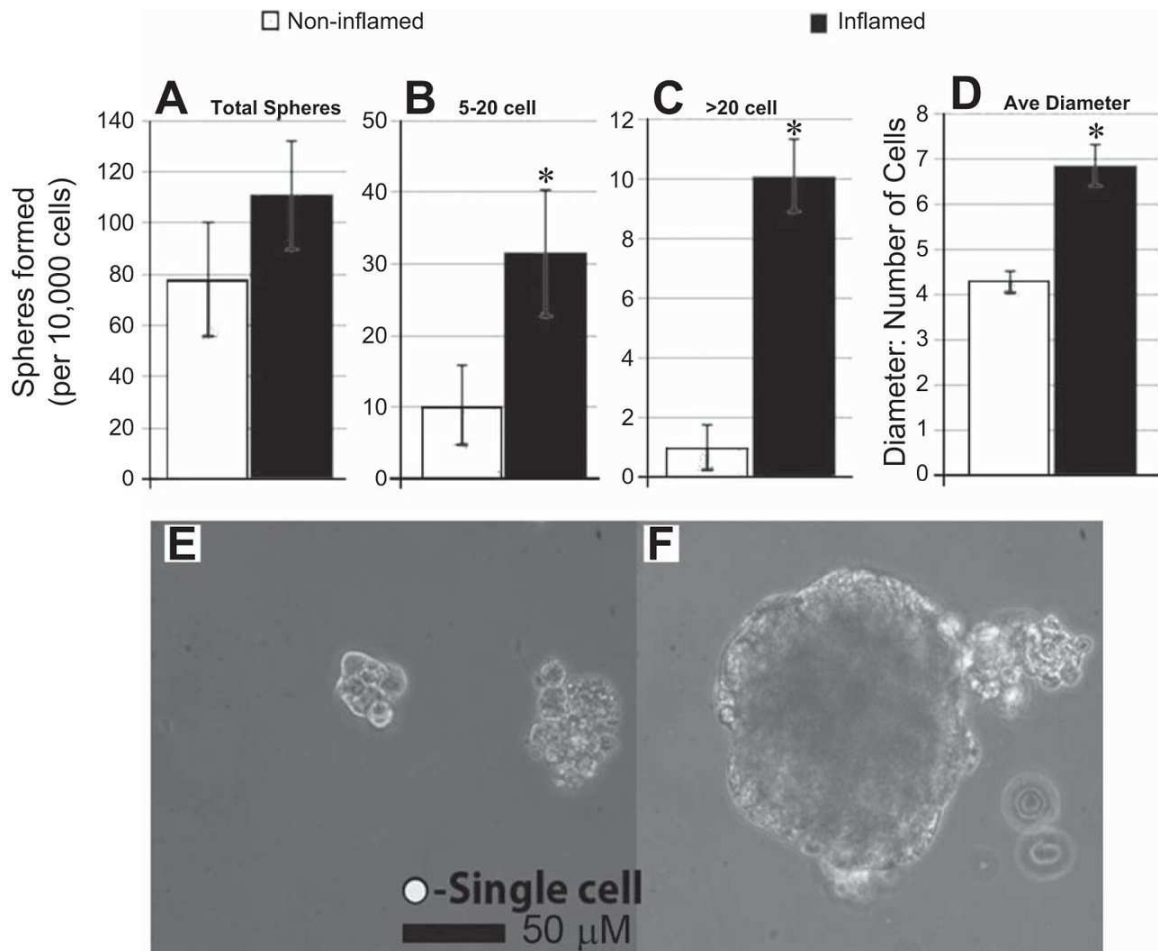 Non-inflamed
Inflamed
A Total Spheres
B 5-20 cell
C >20 cell
D Ave Diameter
Spheres formed
(per 10,000 cells)
140
120
100
80
60
40
20
0
50
40
30
20
10
0
*
12
10
8
6
4
2
0
*
Diameter: Number of Cells
8
7
6
5
4
3
2
1
0
*
E
F
-Single cell
50 µM